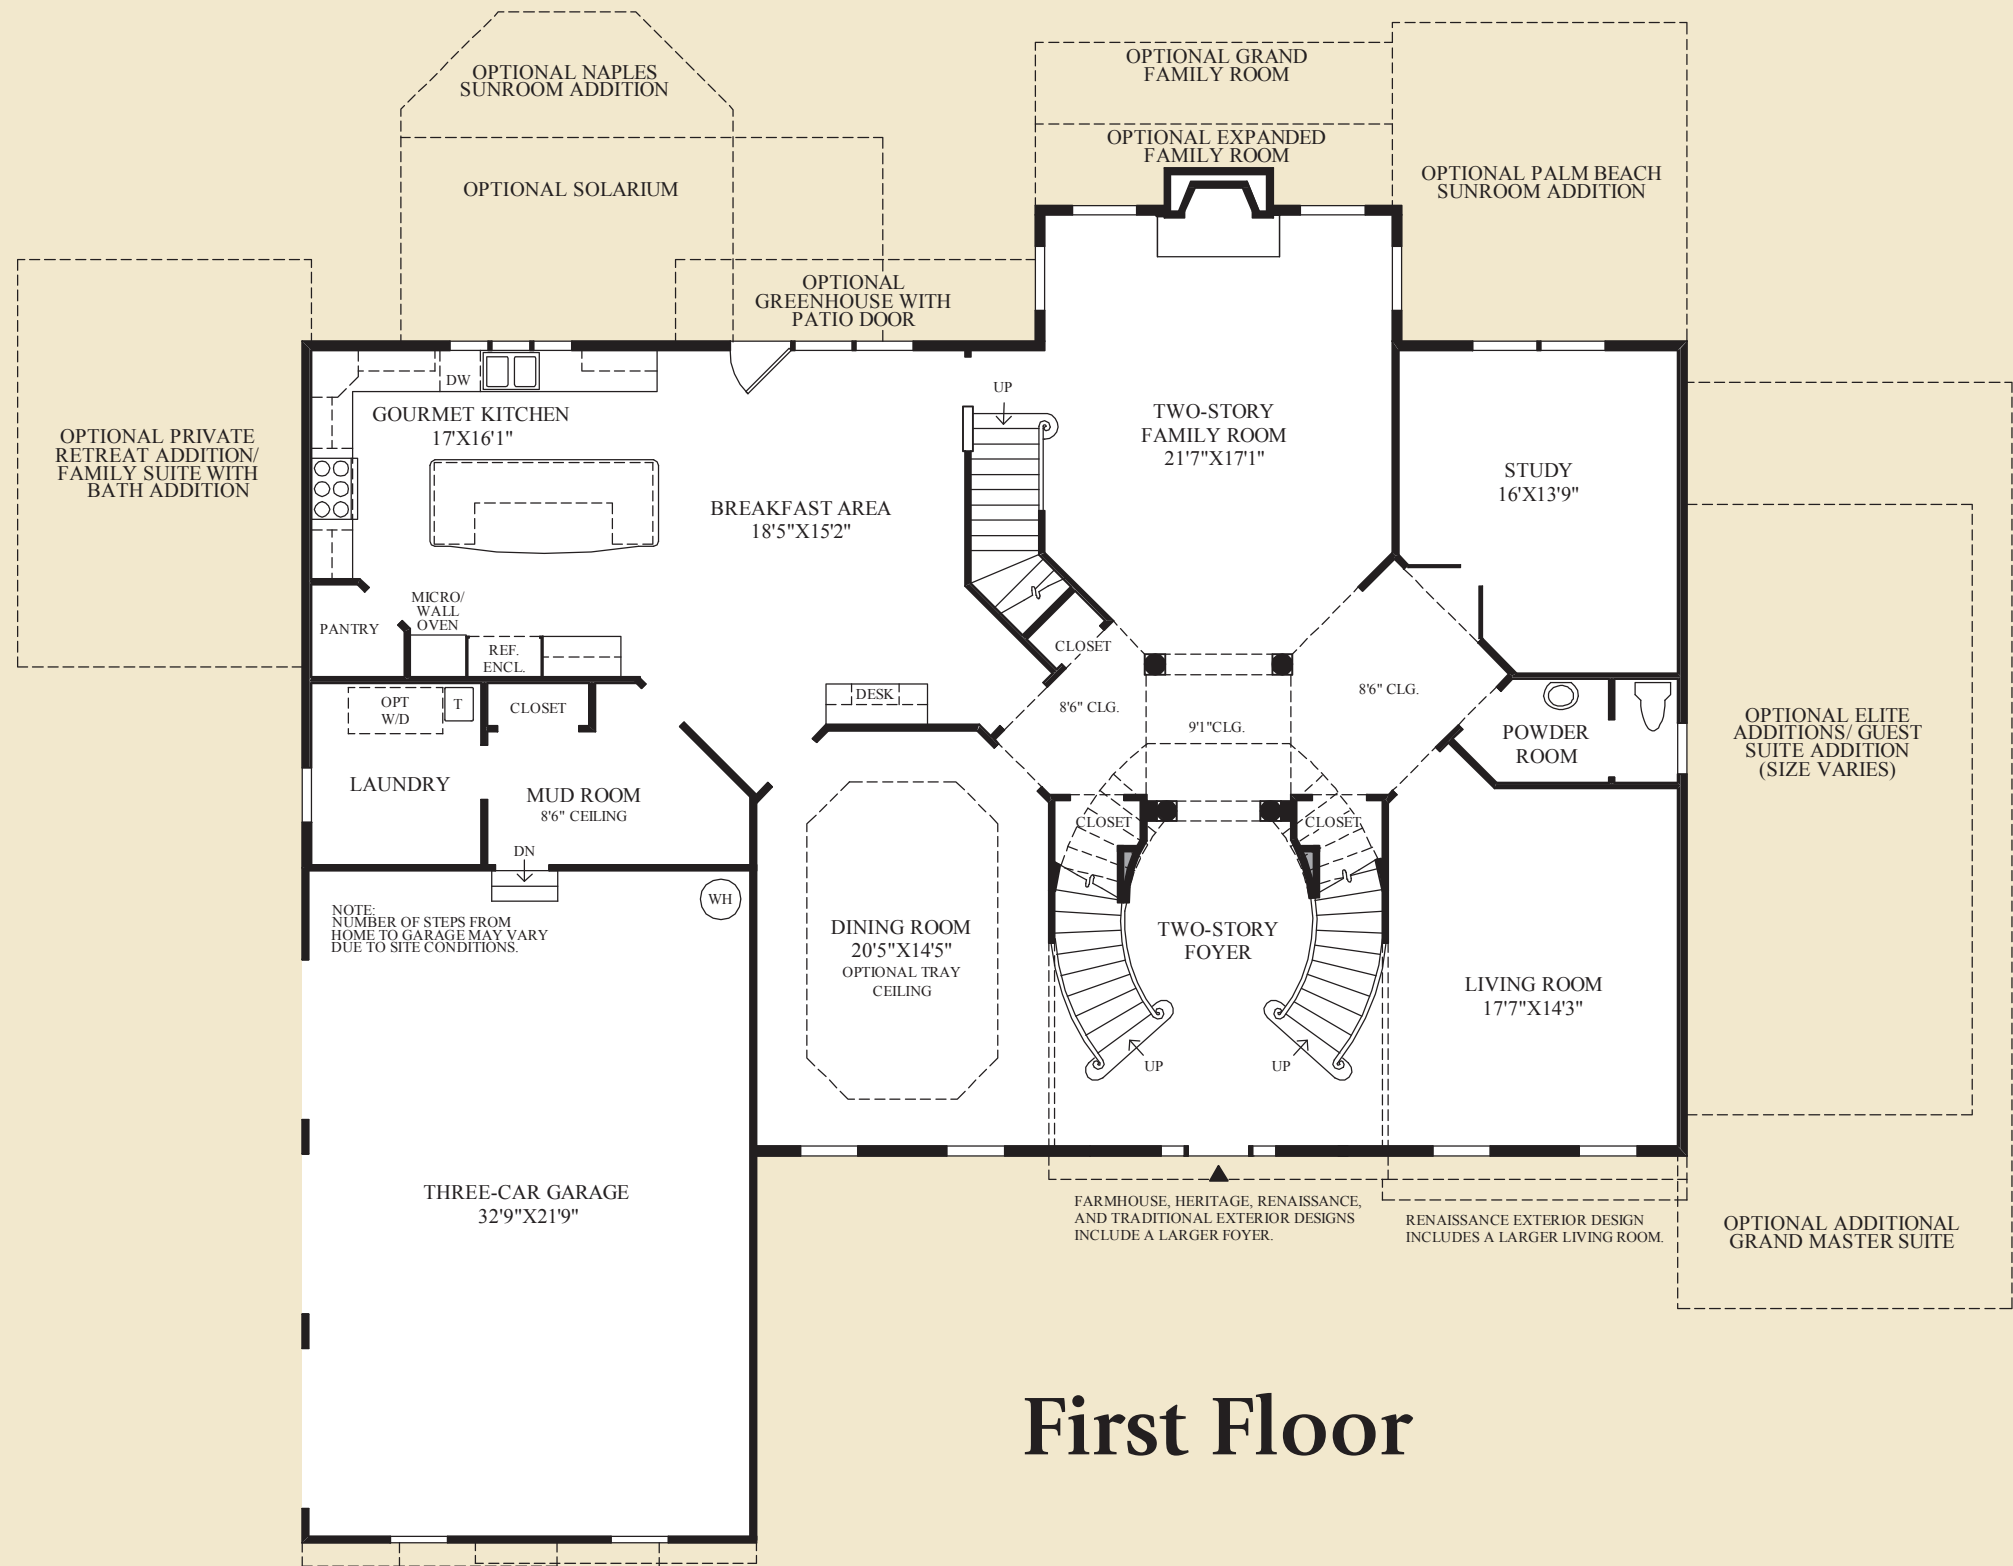 OPTIONAL NAPLES
SUNROOM ADDITION
OPTIONAL SOLARIUM
OPTIONAL
GREENHOUSE WITH
PATIO DOOR
OPTIONAL GRAND
FAMILY ROOM
OPTIONAL EXPANDED
FAMILY ROOM
OPTIONAL PALM BEACH
SUNROOM ADDITION
OPTIONAL PRIVATE
RETREAT ADDITION/
FAMILY SUITE WITH
BATH ADDITION
DW
GOURMET KITCHEN
17'X16'1"
BREAKFAST AREA
18'5"X15'2"
UP
TWO-STORY
FAMILY ROOM
21'7"X17'1"
STUDY
16'X13'9"
MICRO/
WALL
OVEN
PANTRY
REF.
ENCL.
CLOSET
OPT
W/D
T
CLOSET
DESK
8'6" CLG.
9'1"CLG.
8'6" CLG.
POWDER
ROOM
OPTIONAL ELITE
ADDITIONS/ GUEST
SUITE ADDITION
(SIZE VARIES)
LAUNDRY
MUD ROOM
8'6" CEILING
DN
CLOSET
CLOSET
WH
NOTE:
NUMBER OF STEPS FROM
HOME TO GARAGE MAY VARY
DUE TO SITE CONDITIONS.
DINING ROOM
20'5"X14'5"
OPTIONAL TRAY
CEILING
TWO-STORY
FOYER
LIVING ROOM
17'7"X14'3"
UP
UP
THREE-CAR GARAGE
32'9"X21'9"
FARMHOUSE, HERITAGE, RENAISSANCE,
AND TRADITIONAL EXTERIOR DESIGNS
INCLUDE A LARGER FOYER.
RENAISSANCE EXTERIOR DESIGN
INCLUDES A LARGER LIVING ROOM.
OPTIONAL ADDITIONAL
GRAND MASTER SUITE
First Floor